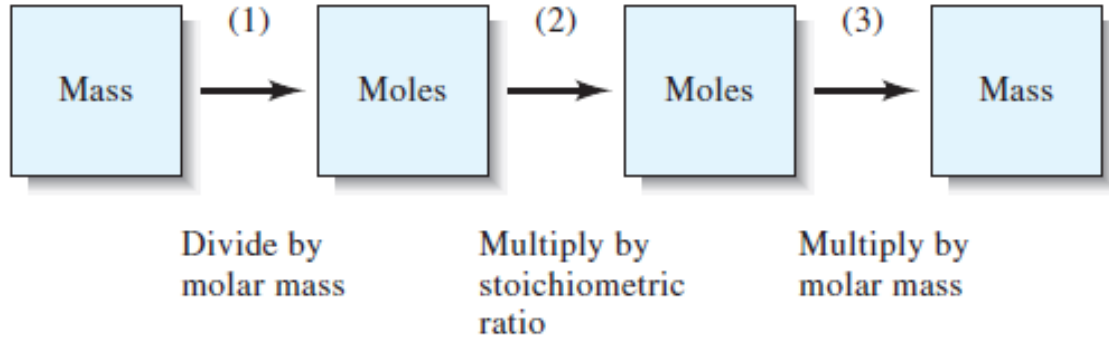 (1) (2) (3)
Mass Moles Moles Mass
Divide by
molar mass
Multiply by
stoichiometric
ratio
Multiply by
molar mass